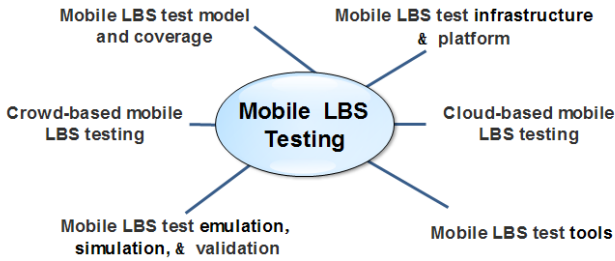 Mobile LBS test model
and coverage
Mobile LBS test infrastructure
& platform
Crowd-based mobile
LBS testing
Mobile LBS
Testing
Cloud-based mobile
LBS testing
Mobile LBS test emulation,
simulation, & validation
Mobile LBS test tools